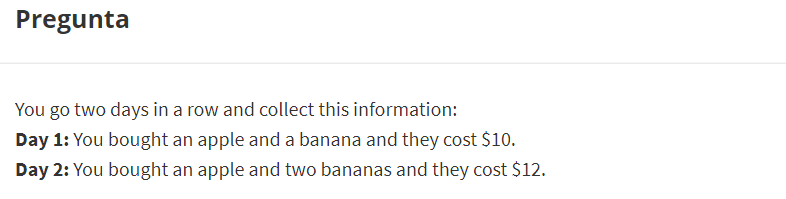 Pregunta
You go two days in a row and collect this information:
Day 1: You bought an apple and a banana and they cost $10.
Day 2: You bought an apple and two bananas and they cost $12.